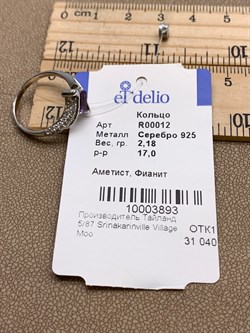 el delio
Кольцо
Арт R00012
Металл Серебро 925
Вес, гр. 2,18
р-р 17,0
Аметист, Фианит
10003893
Производитель Тайланд
5/87 Srinakarinville Village
Moo
ОТК1
31 040